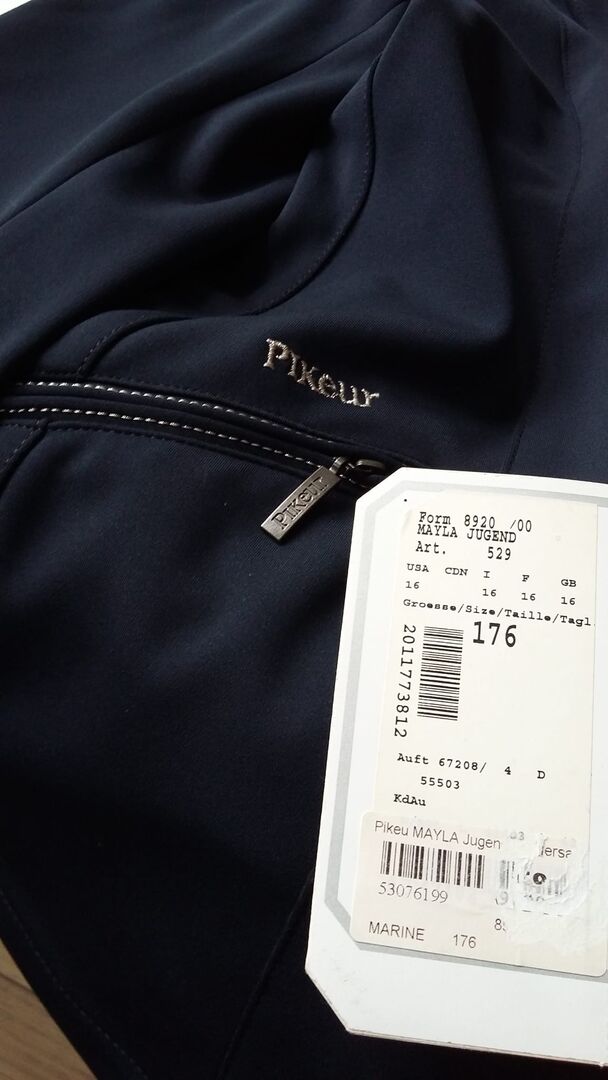 Pikeur
PIKEUR
Form 8920 /00
MAYLA JUGEND
Art. 529
USA CDN I F GB
16 16 16 16
Groesse/Size/Taille/Tagl.
176
2011773812
Auft 67208/ 4 D
55503
KdAu
Pikeu MAYLA Jugen
53076199
MARINE 176